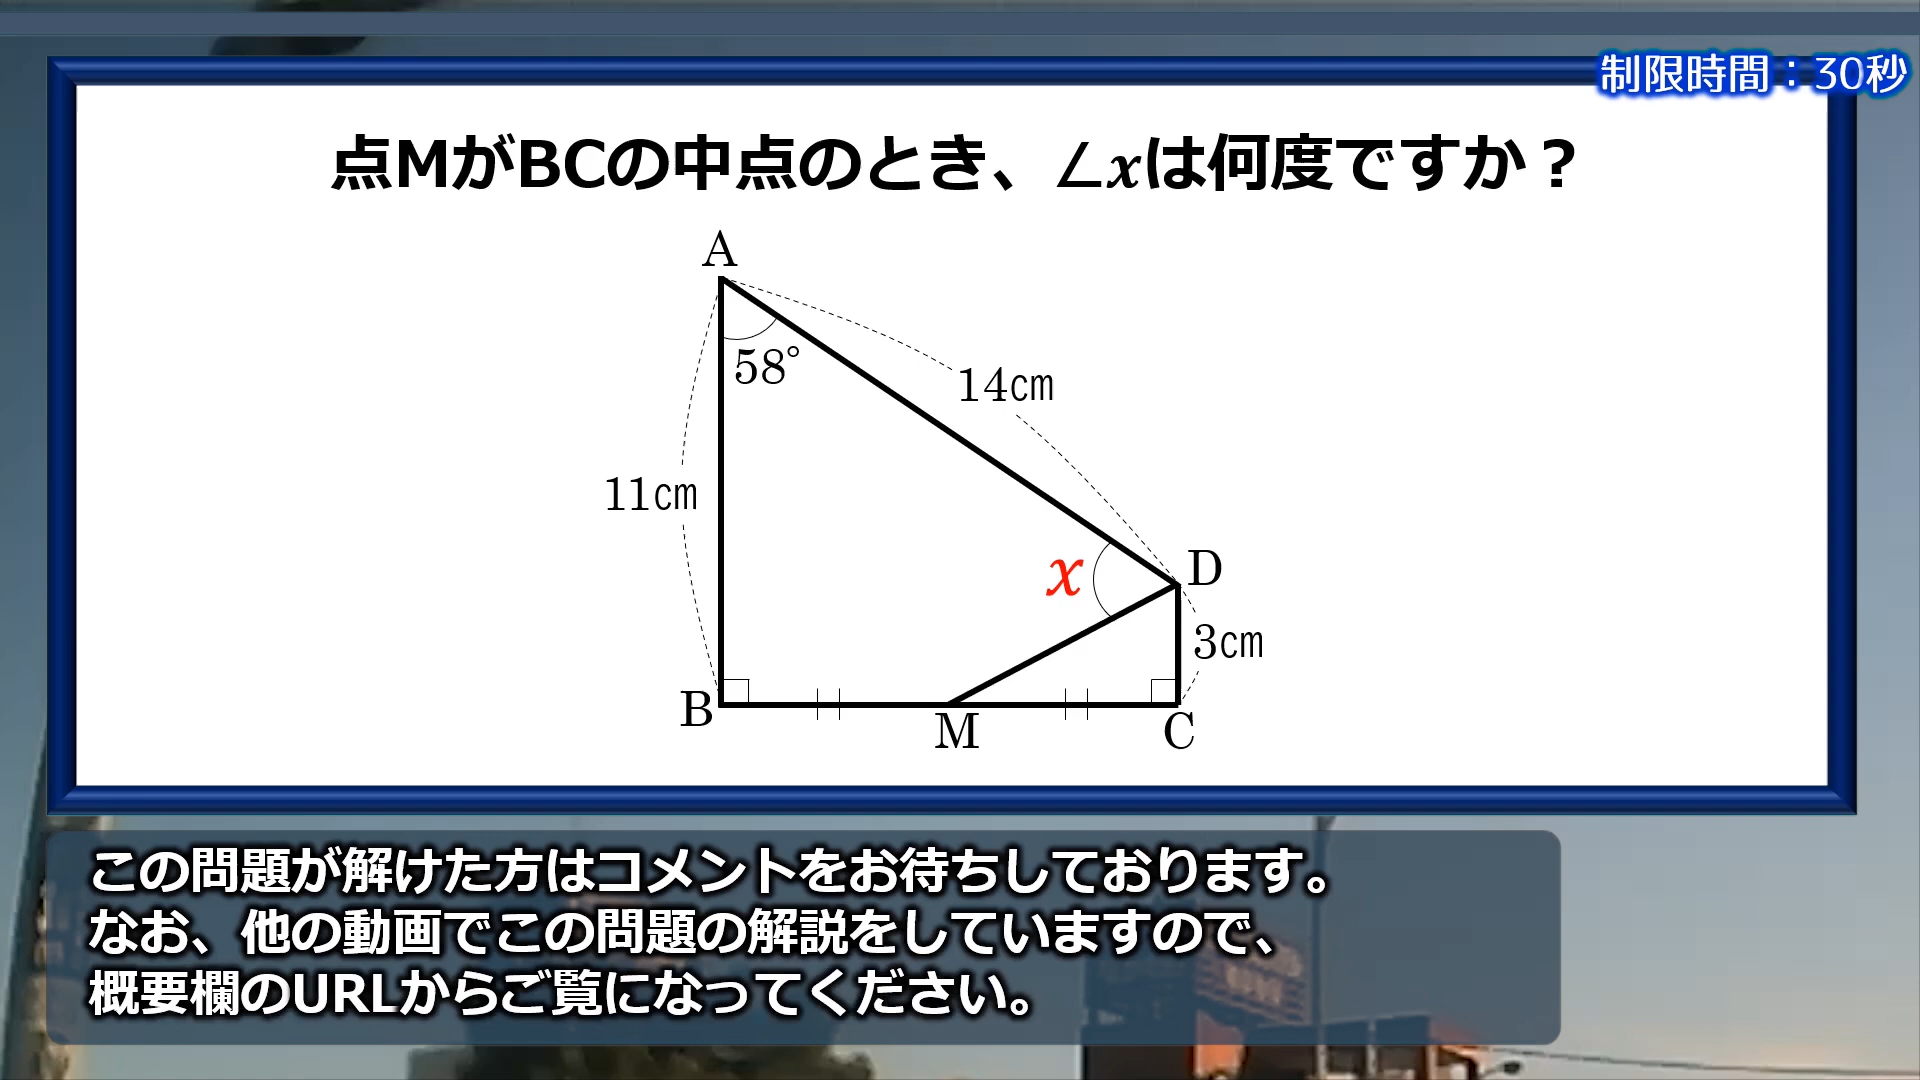 制限時間：30秒
点MがBCの中点のとき、∠xは何度ですか？
A
58°
14㎝
11㎝
x
D
3㎝
B
M
C
この問題が解けた方はコメントをお待ちしております。
なお、他の動画でこの問題の解説をしていますので、
概要欄のURLからご覧になってください。